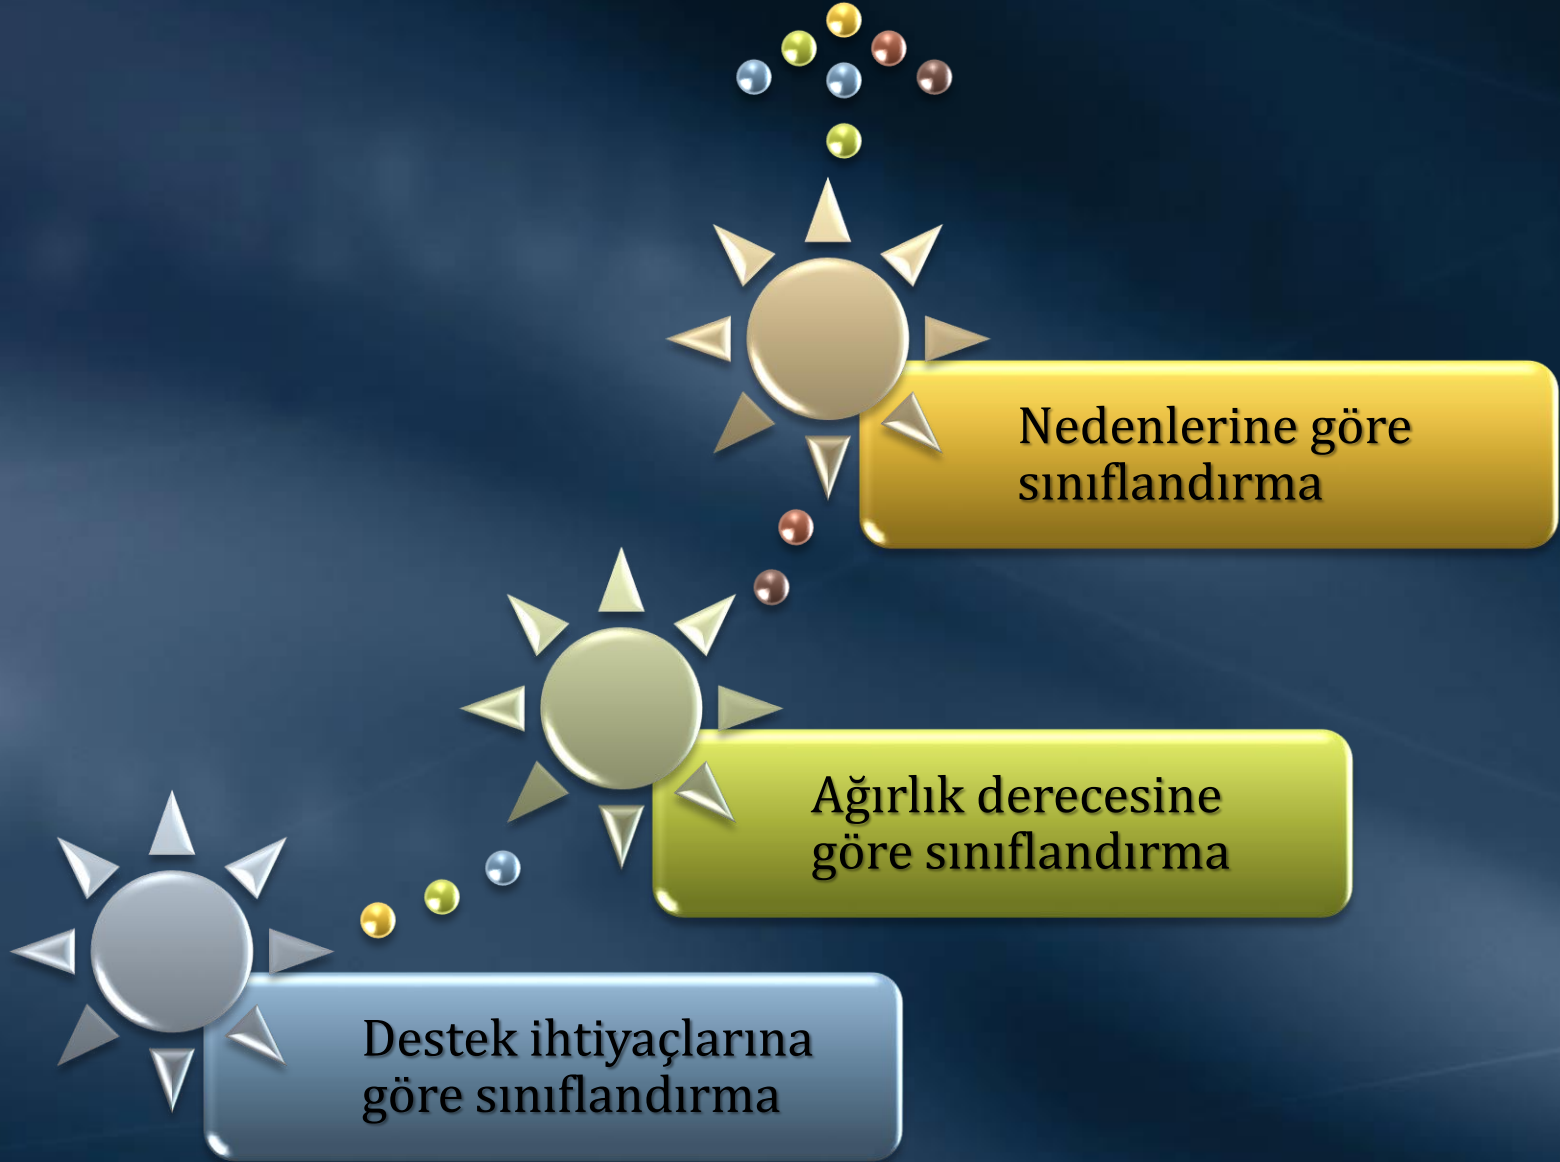 Nedenlerine göre
sınıflandırma
Ağırlık derecesine
göre sınıflandırma
Destek ihtiyaçlarına
göre sınıflandırma